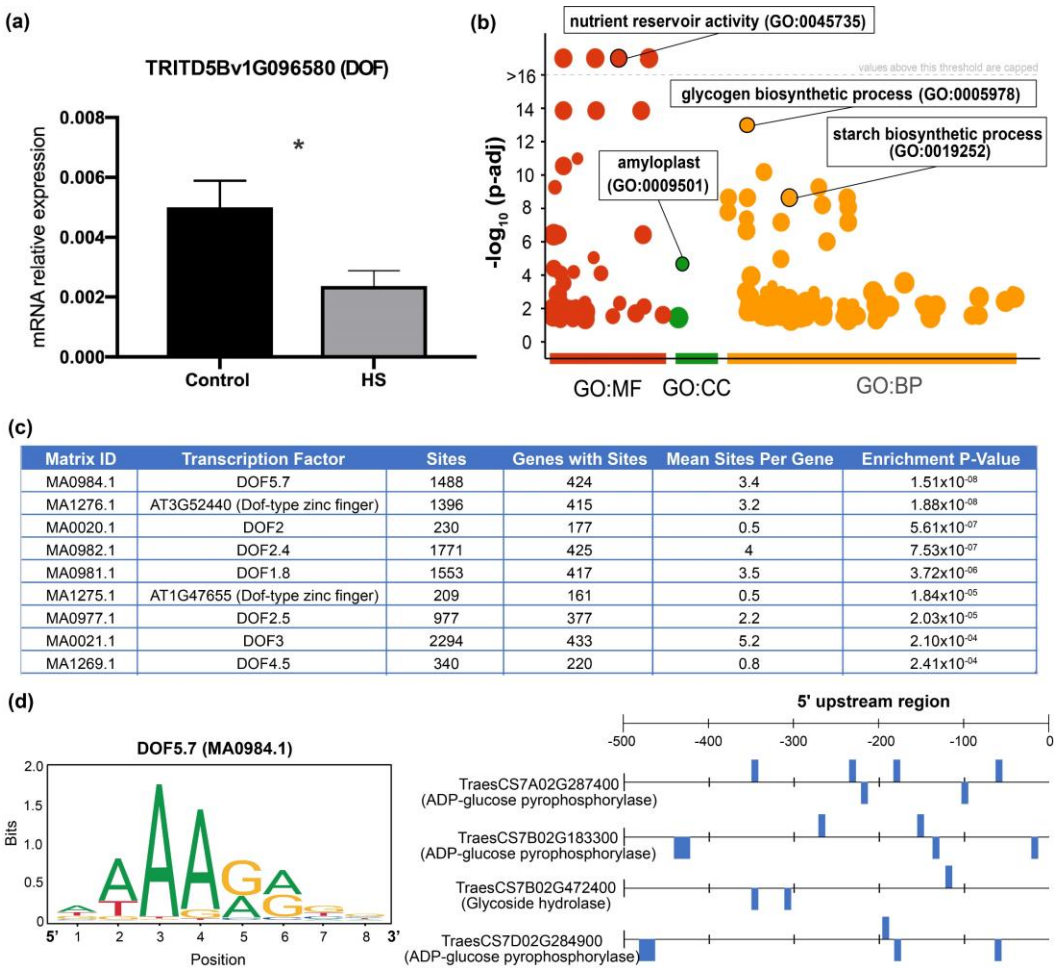 (a)
TRITD5Bv1G096580 (DOF)
mRNA relative expression
0.008
0.006
0.004
0.002
0.000
*
Control
HS
(b)
nutrient reservoir activity (GO:0045735)
values above this threshold are capped
glycogen biosynthetic process (GO:0005978)
starch biosynthetic process
(GO:0019252)
amyloplast
(GO:0009501)
-log10 (p-adj)
>16
14
12
10
8
6
4
2
0
GO:MF
GO:CC
GO:BP
(c)
Matrix ID Transcription Factor Sites Genes with Sites Mean Sites Per Gene Enrichment P-Value
MA0984.1 DOF5.7 1488 424 3.4 1.51x10-08
MA1276.1 AT3G52440 (Dof-type zinc finger) 1396 415 3.2 1.88x10-08
MA0020.1 DOF2 230 177 0.5 5.61x10-07
MA0982.1 DOF2.4 1771 425 4 7.53x10-07
MA0981.1 DOF1.8 1553 417 3.5 3.72x10-06
MA1275.1 AT1G47655 (Dof-type zinc finger) 209 161 0.5 1.84x10-05
MA0977.1 DOF2.5 977 377 2.2 2.03x10-05
MA0021.1 DOF3 2294 433 5.2 2.10x10-04
MA1269.1 DOF4.5 340 220 0.8 2.41x10-04
(d)
DOF5.7 (MA0984.1)
Bits
2.0
1.5
1.0
0.5
0
A A A A G A
T G A G
5' 1 2 3 4 5 6 7 8 3'
Position
5' upstream region
-500 -400 -300 -200 -100 0
TraesCS7A02G287400
(ADP-glucose pyrophosphorylase)
TraesCS7B02G183300
(ADP-glucose pyrophosphorylase)
TraesCS7B02G472400
(Glycoside hydrolase)
TraesCS7D02G284900
(ADP-glucose pyrophosphorylase)